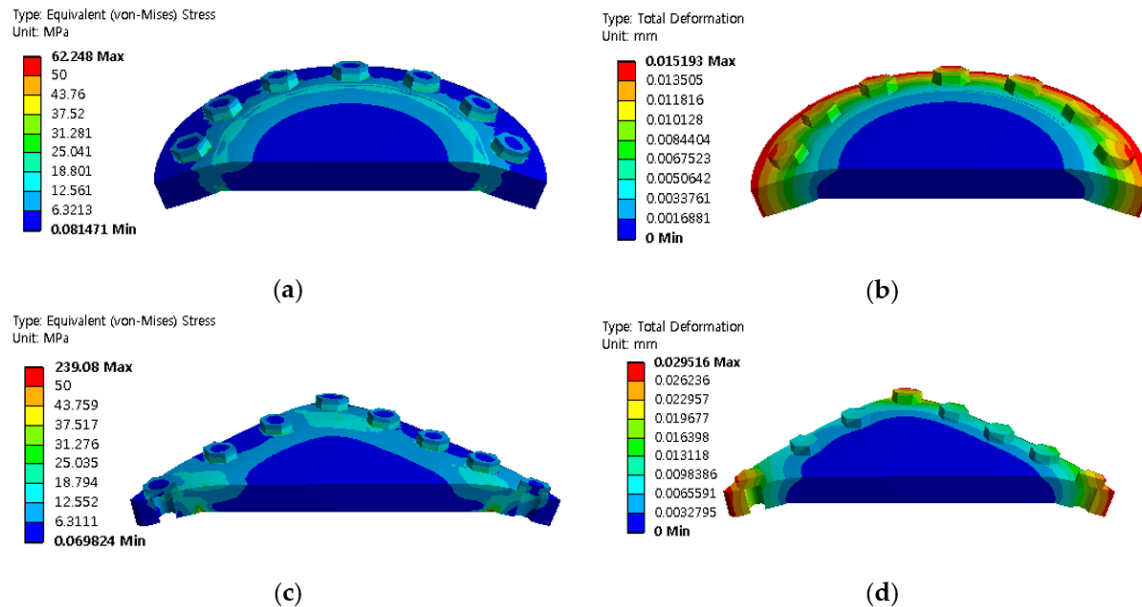 Type: Equivalent (von-Mises) Stress
Unit: MPa
62.248 Max
50
43.76
37.52
31.281
25.041
18.801
12.561
6.3213
0.081471 Min
(a)
Type: Total Deformation
Unit: mm
0.015193 Max
0.013505
0.011816
0.010128
0.0084404
0.0067523
0.0050642
0.0033761
0.0016881
0 Min
(b)
Type: Equivalent (von-Mises) Stress
Unit: MPa
239.08 Max
50
43.759
37.517
31.276
25.035
18.794
12.552
6.3111
0.069824 Min
(c)
Type: Total Deformation
Unit: mm
0.029516 Max
0.026236
0.022957
0.019677
0.016398
0.013118
0.0098386
0.0065591
0.0032795
0 Min
(d)